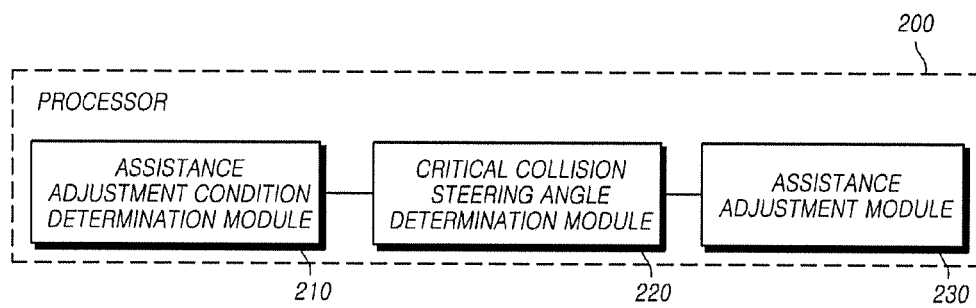 200
PROCESSOR
ASSISTANCE
ADJUSTMENT CONDITION
DETERMINATION MODULE
CRITICAL COLLISION
STEERING ANGLE
DETERMINATION MODULE
ASSISTANCE
ADJUSTMENT MODULE
210
220
230